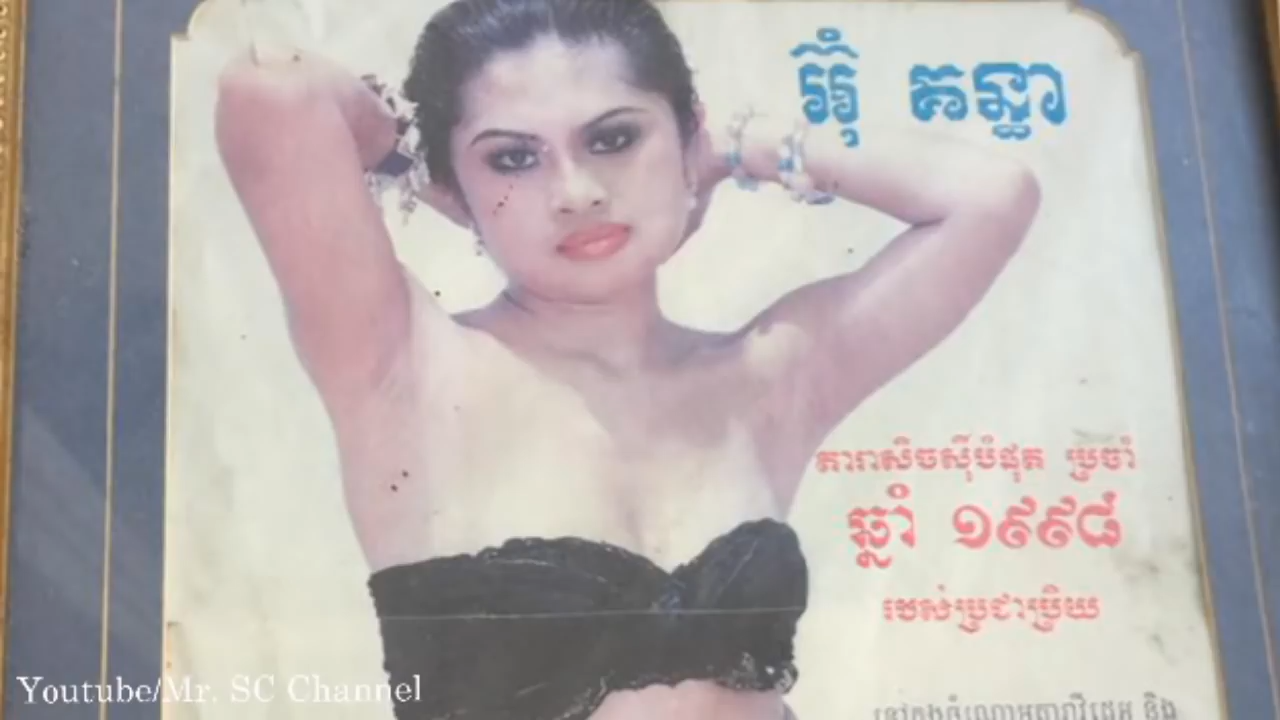 អ៊ុំ គន្ធា
តារាសិចស៊ីបំផុត ប្រចាំ
ឆ្នាំ ១៩៩៨
របស់ប្រជាប្រិយ
Youtube/Mr. SC Channel